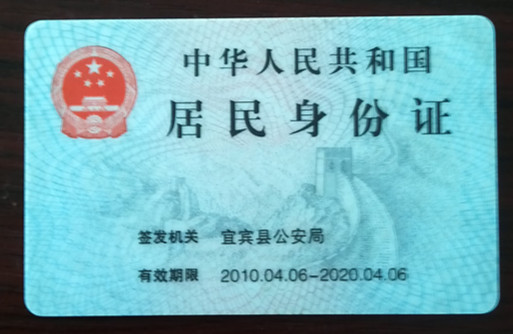 中华人民共和国
居民身份证
签发机关 宜宾县公安局
有效期限 2010.04.06-2020.04.06